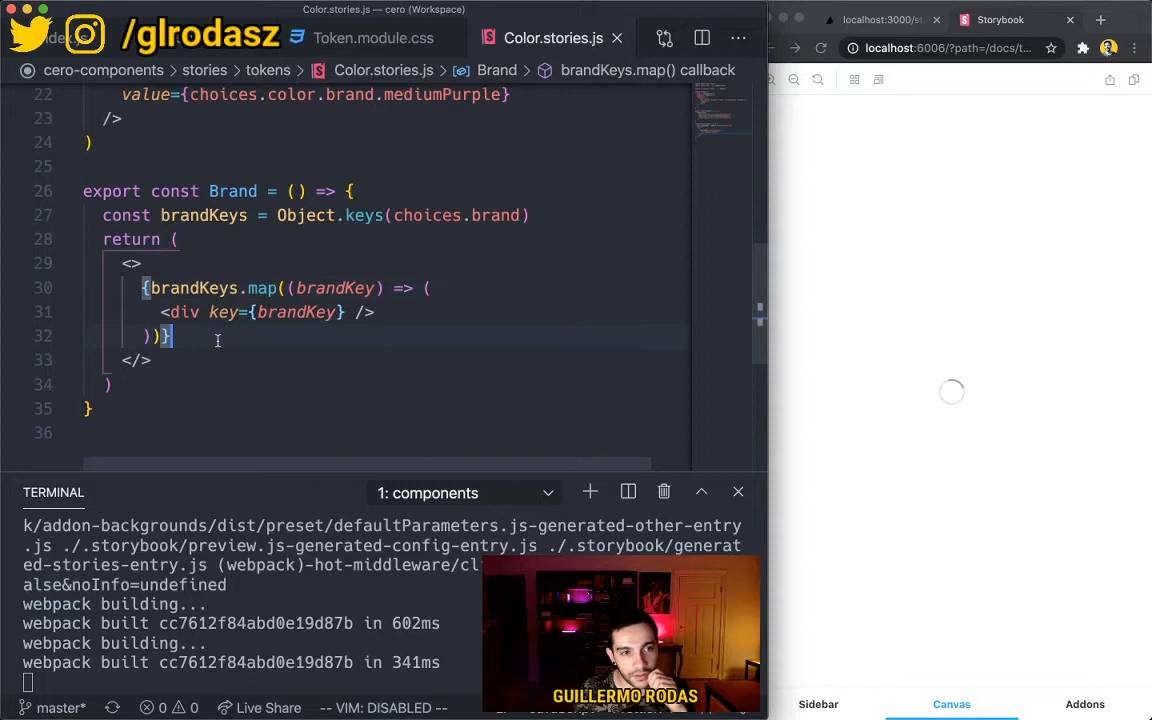 Color.stories.js — cero (Workspace)
/glrodasz
Token.module.css
Color.stories.js
cero-components > stories > tokens > Color.stories.js > Brand > brandKeys.map() callback
22 value={choices.color.brand.mediumPurple}
23 />
24 )
25
26 export const Brand = () => {
27 const brandKeys = Object.keys(choices.brand)
28 return (
29 <>
30 {brandKeys.map((brandKey) => (
31 <div key={brandKey} />
32 ))}
33 </>
34 )
35 }
36
TERMINAL
1: components
k/addon-backgrounds/dist/preset/defaultParameters.js-generated-other-entry
.js ./.storybook/preview.js-generated-config-entry.js ./.storybook/generat
ed-stories-entry.js (webpack)-hot-middleware/cl
alse&noInfo=undefined
webpack building...
webpack built cc7612f84abd0e19d87b in 602ms
webpack building...
webpack built cc7612f84abd0e19d87b in 341ms
master*
0
0
Live Share
-- VIM: DISABLED --
GUILLERMO RODAS
localhost:3000/st
Storybook
localhost:6006/?path=/docs/t...
Sidebar
Canvas
Addons